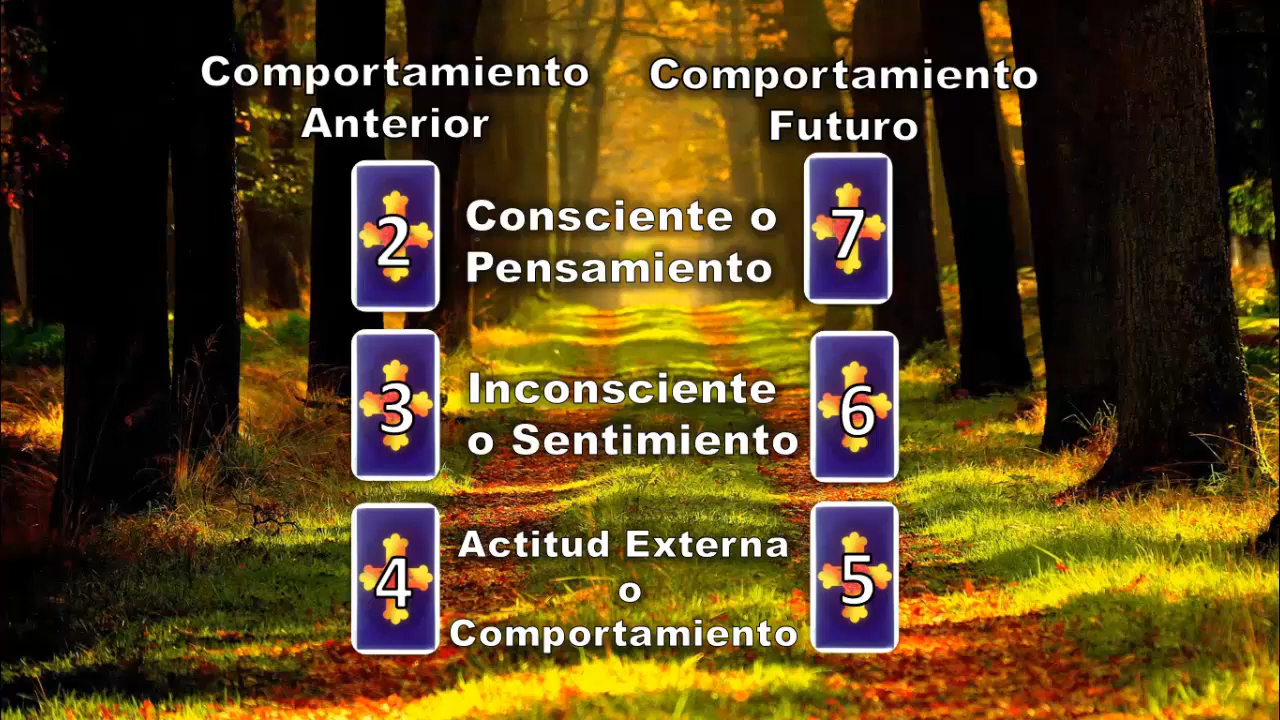 Comportamiento
Anterior
Comportamiento
Futuro
2
Consciente o
Pensamiento
7
3
Inconsciente
o Sentimiento
6
4
Actitud Externa
o
Comportamiento
5